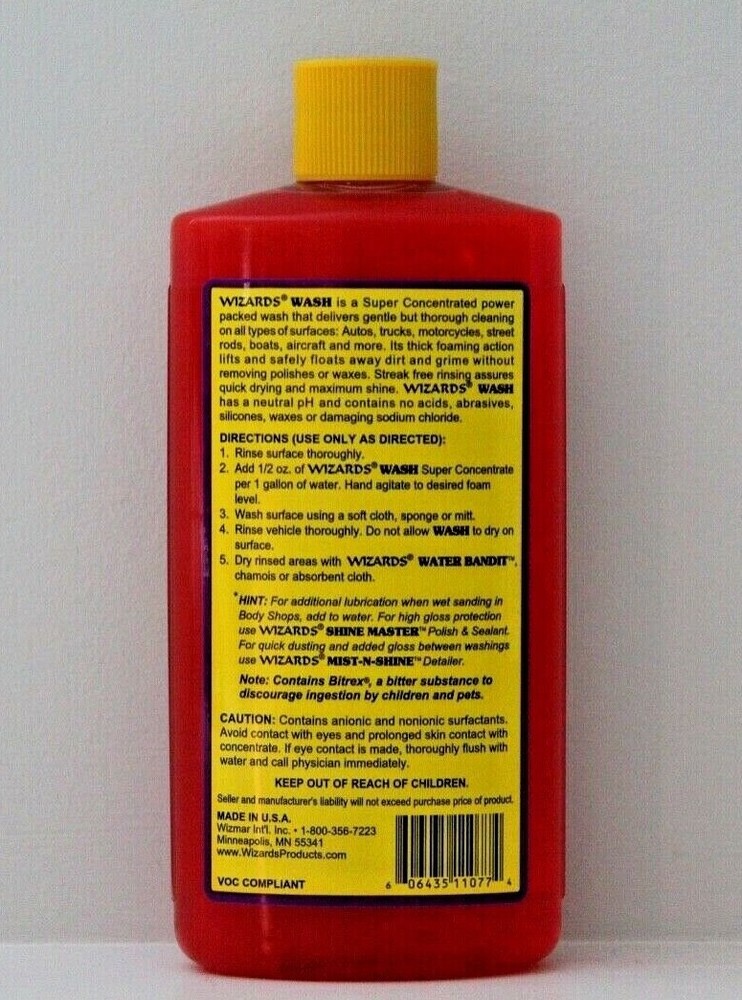 WIZARDS® WASH is a Super Concentrated power
packed wash that delivers gentle but thorough cleaning
on all types of surfaces: Autos, trucks, motorcycles, street
rods, boats, aircraft and more. Its thick foaming action
lifts and safely floats away dirt and grime without
removing polishes or waxes. Streak free rinsing assures
quick drying and maximum shine. WIZARDS® WASH
has a neutral pH and contains no acids, abrasives,
silicones, waxes or damaging sodium chloride.
DIRECTIONS (USE ONLY AS DIRECTED):
1. Rinse surface thoroughly.
2. Add 1/2 oz. of WIZARDS® WASH Super Concentrate
per 1 gallon of water. Hand agitate to desired foam
level.
3. Wash surface using a soft cloth, sponge or mitt.
4. Rinse vehicle thoroughly. Do not allow WASH to dry on
surface.
5. Dry rinsed areas with WIZARDS® WATER BANDIT™,
chamois or absorbent cloth.
*HINT: For additional lubrication when wet sanding in
Body Shops, add to water. For high gloss protection
use WIZARDS® SHINE MASTER™ Polish & Sealant.
For quick dusting and added gloss between washings
use WIZARDS® MIST-N-SHINE™ Detailer.
Note: Contains Bitrex®, a bitter substance to
discourage ingestion by children and pets.
CAUTION: Contains anionic and nonionic surfactants.
Avoid contact with eyes and prolonged skin contact with
concentrate. If eye contact is made, thoroughly flush with
water and call physician immediately.
KEEP OUT OF REACH OF CHILDREN.
Seller and manufacturer's liability will not exceed purchase price of product.
MADE IN U.S.A.
Wizmar Int'l. Inc. • 1-800-356-7223
Minneapolis, MN 55341
www.WizardsProducts.com
VOC COMPLIANT
6 06435 11077 4